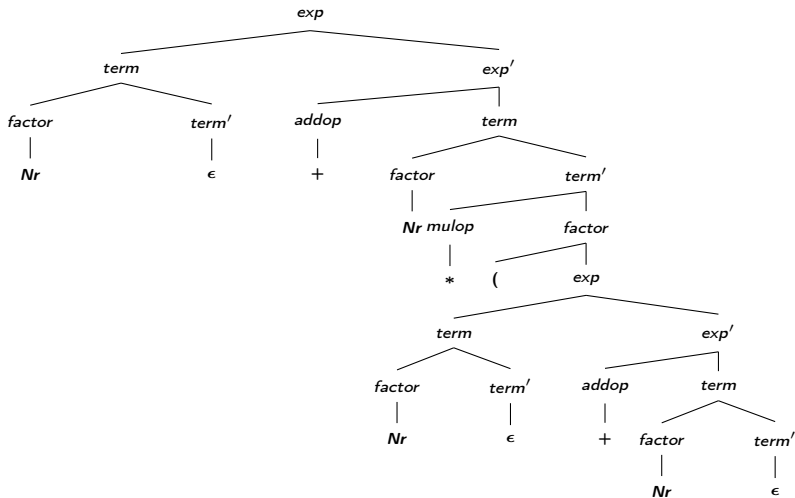 exp
term exp′
factor term′ addop term
Nr ϵ + factor term′
Nr mulop factor
* ( exp
term exp′
factor term′ addop term
Nr ϵ + factor term′
Nr ϵ